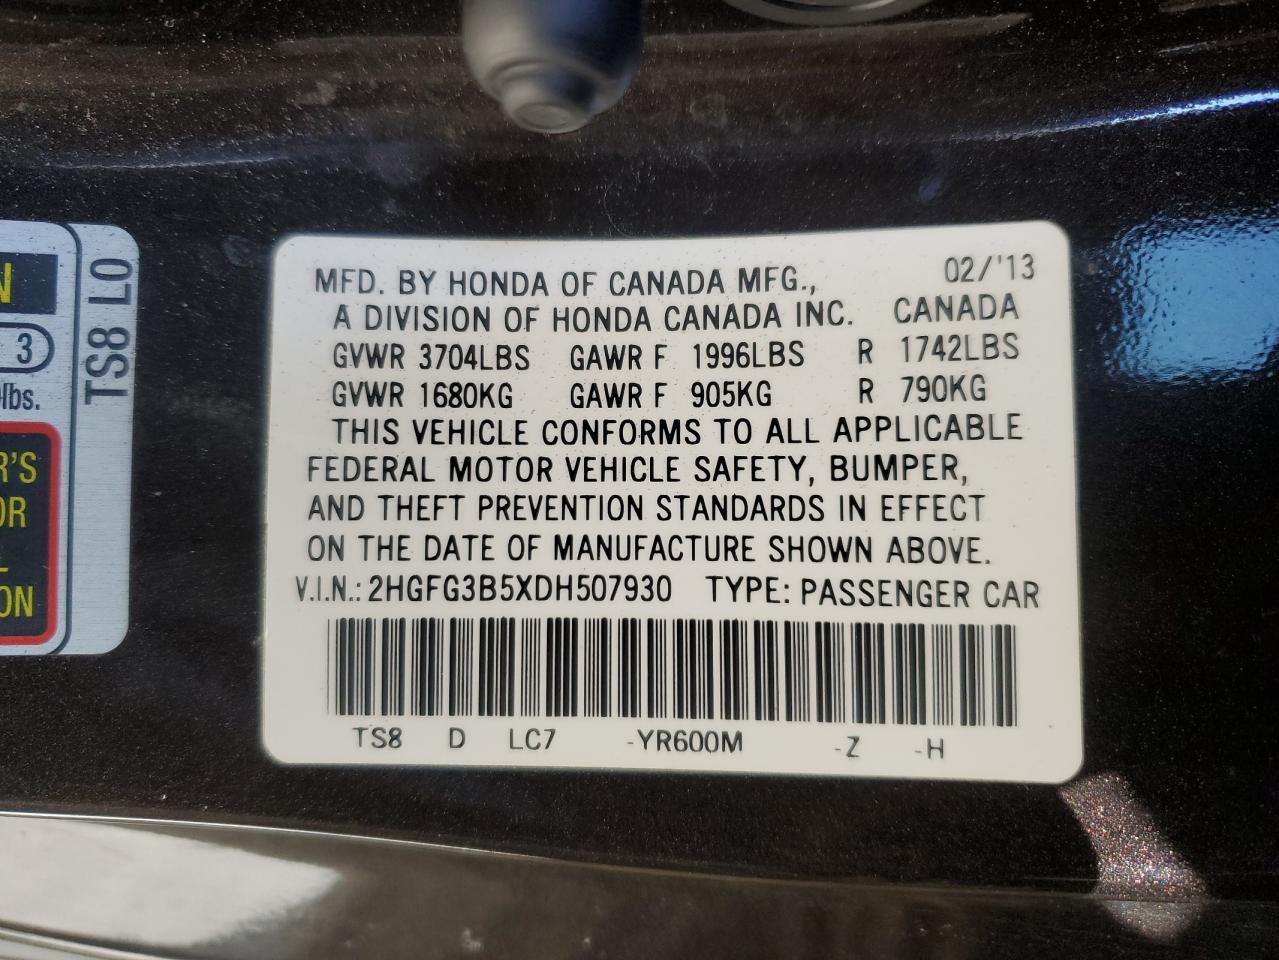 MFD. BY HONDA OF CANADA MFG., 02/'13
A DIVISION OF HONDA CANADA INC. CANADA
GVWR 3704LBS GAWR F 1996LBS R 1742LBS
GVWR 1680KG GAWR F 905KG R 790KG
THIS VEHICLE CONFORMS TO ALL APPLICABLE
FEDERAL MOTOR VEHICLE SAFETY, BUMPER,
AND THEFT PREVENTION STANDARDS IN EFFECT
ON THE DATE OF MANUFACTURE SHOWN ABOVE.
V.I.N.: 2HGFG3B5XDH507930 TYPE: PASSENGER CAR
TS8 D LC7 -YR600M -Z -H
TS8 L0
3
lbs.
R'S
OR
ON